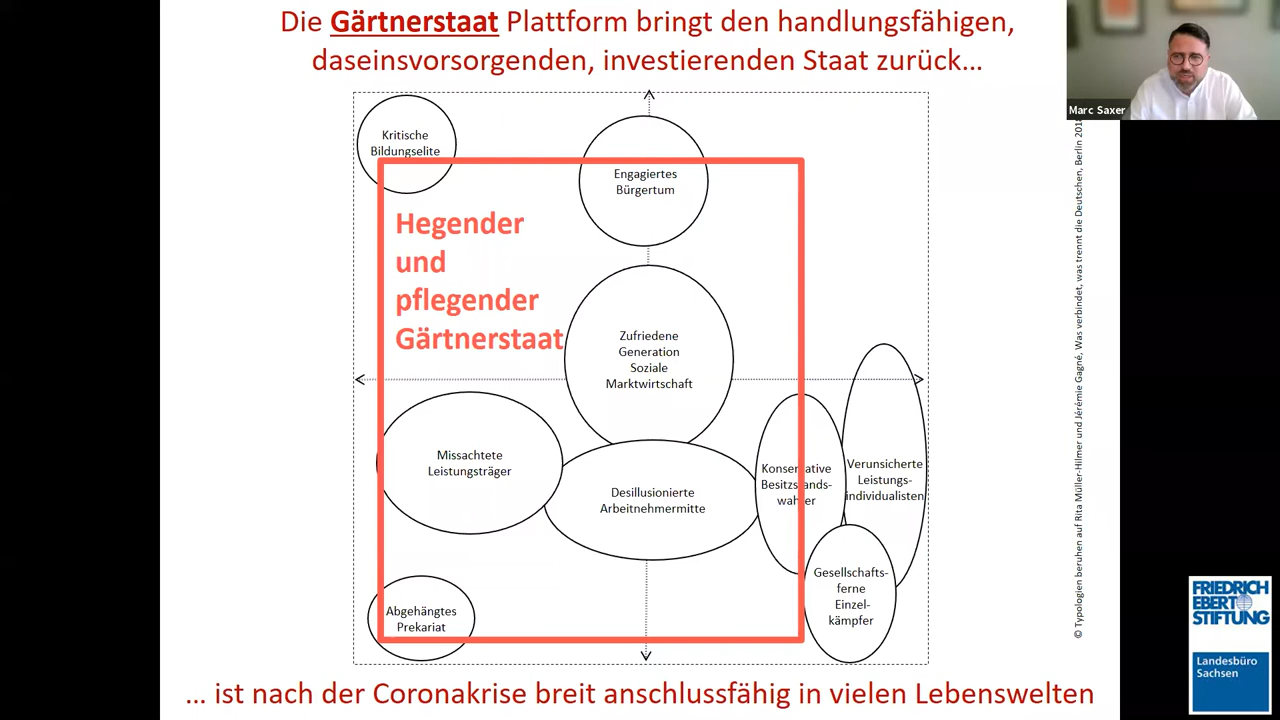 Die Gärtnerstaat Plattform bringt den handlungsfähigen,
daseinsvorsorgenden, investierenden Staat zurück…
Marc Saxer
Kritische
Bildungselite
Engagiertes
Bürgertum
Hegender
und
pflegender
Gärtnerstaat
Zufriedene
Generation
Soziale
Marktwirtschaft
Missachtete
Leistungsträger
Desillusionierte
Arbeitnehmermitte
Konservative
Besitzstands-
wahrer
Verunsicherte
Leistungs-
individualisten
Gesellschafts-
ferne
Einzel-
kämpfer
Abgehängtes
Prekariat
© Typologien beruhen auf Rita Müller-Hilmer und Jérémie Gagné, Was verbindet, was trennt die Deutschen, Berlin
… ist nach der Coronakrise breit anschlussfähig in vielen Lebenswelten
FRIEDRICH
EBERT
STIFTUNG
Landesbüro
Sachsen